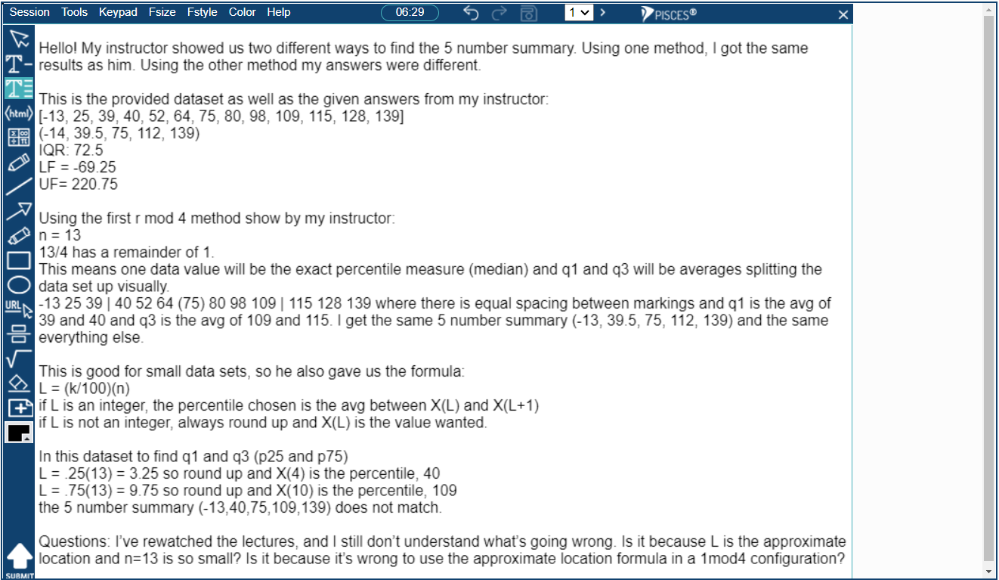 Session Tools Keypad Fsize Fstyle Color Help 06:29 1 PISCES®
Hello! My instructor showed us two different ways to find the 5 number summary. Using one method, I got the same
results as him. Using the other method my answers were different.
This is the provided dataset as well as the given answers from my instructor:
[-13, 25, 39, 40, 52, 64, 75, 80, 98, 109, 115, 128, 139]
(-14, 39.5, 75, 112, 139)
IQR: 72.5
LF = -69.25
UF= 220.75
Using the first r mod 4 method show by my instructor:
n = 13
13/4 has a remainder of 1.
This means one data value will be the exact percentile measure (median) and q1 and q3 will be averages splitting the
data set up visually.
-13 25 39 | 40 52 64 (75) 80 98 109 | 115 128 139 where there is equal spacing between markings and q1 is the avg of
39 and 40 and q3 is the avg of 109 and 115. I get the same 5 number summary (-13, 39.5, 75, 112, 139) and the same
everything else.
This is good for small data sets, so he also gave us the formula:
L = (k/100)(n)
if L is an integer, the percentile chosen is the avg between X(L) and X(L+1)
if L is not an integer, always round up and X(L) is the value wanted.
In this dataset to find q1 and q3 (p25 and p75)
L = .25(13) = 3.25 so round up and X(4) is the percentile, 40
L = .75(13) = 9.75 so round up and X(10) is the percentile, 109
the 5 number summary (-13,40,75,109,139) does not match.
Questions: I've rewatched the lectures, and I still don't understand what's going wrong. Is it because L is the approximate
location and n=13 is so small? Is it because it's wrong to use the approximate location formula in a 1mod4 configuration?
T
T
⟨html⟩
Σ ∞ ÷ π
URL
SUBMIT